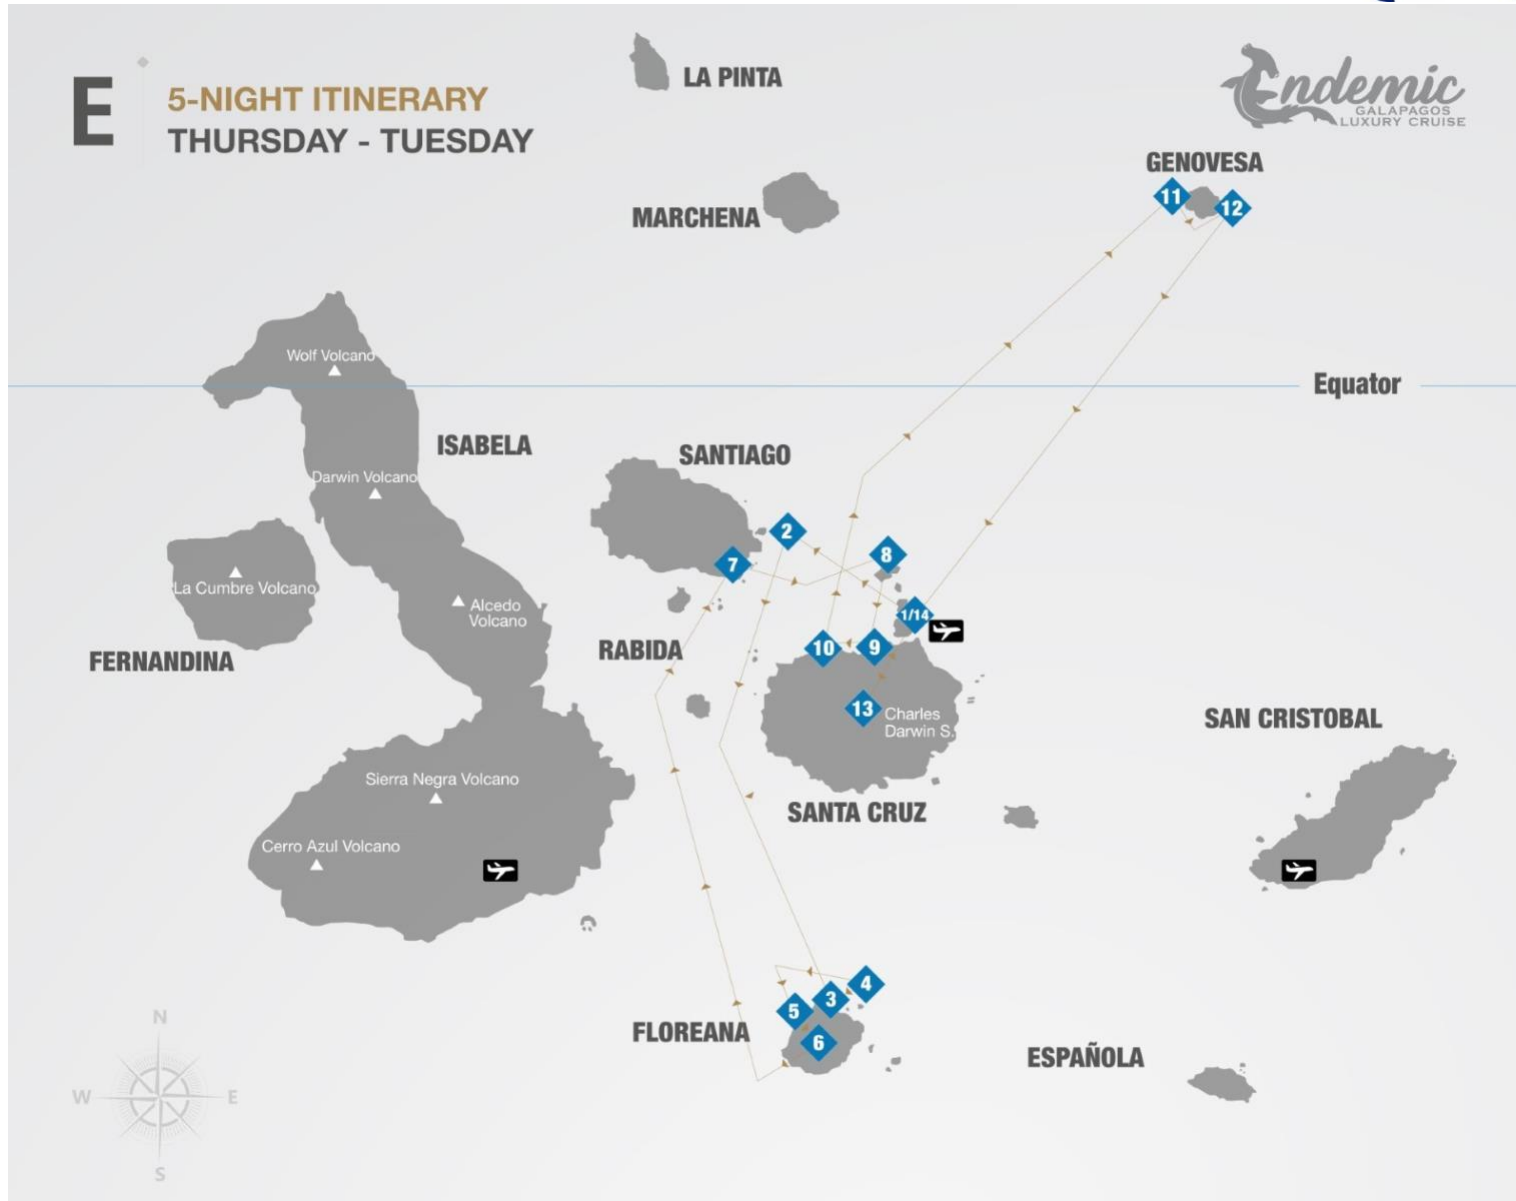 E
5-NIGHT ITINERARY
THURSDAY - TUESDAY
LA PINTA
Endemic
GALAPAGOS
LUXURY CRUISE
GENOVESA
11
12
MARCHENA
Wolf Volcano
Equator
ISABELA
SANTIAGO
Darwin Volcano
2
8
7
La Cumbre Volcano
Alcedo
Volcano
1/14
FERNANDINA
RABIDA
10
9
13
Charles
Darwin S.
SAN CRISTOBAL
Sierra Negra Volcano
SANTA CRUZ
Cerro Azul Volcano
4
3
5
FLOREANA
6
ESPAÑOLA
N
W
E
S